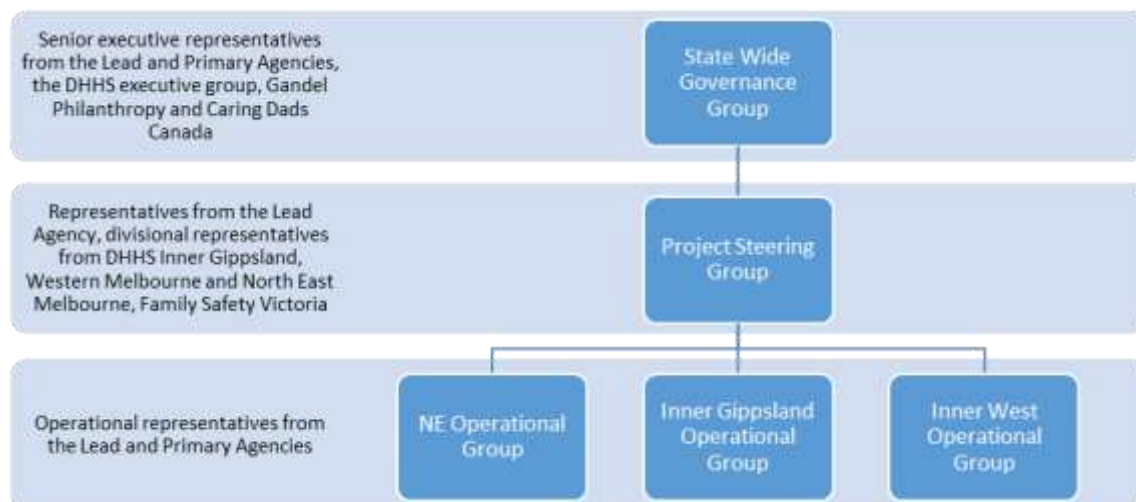 Senior executive representatives
from the Lead and Primary Agencies,
the DHHS executive group, Gandel
Philanthropy and Caring Dads
Canada
State Wide
Governance
Group
Representatives from the Lead
Agency, divisional representatives
from DHHS Inner Gippsland,
Western Melbourne and North East
Melbourne, Family Safety Victoria
Project Steering
Group
Operational representatives from
the Lead and Primary Agencies
NE Operational
Group
Inner Gippsland
Operational
Group
Inner West
Operational
Group